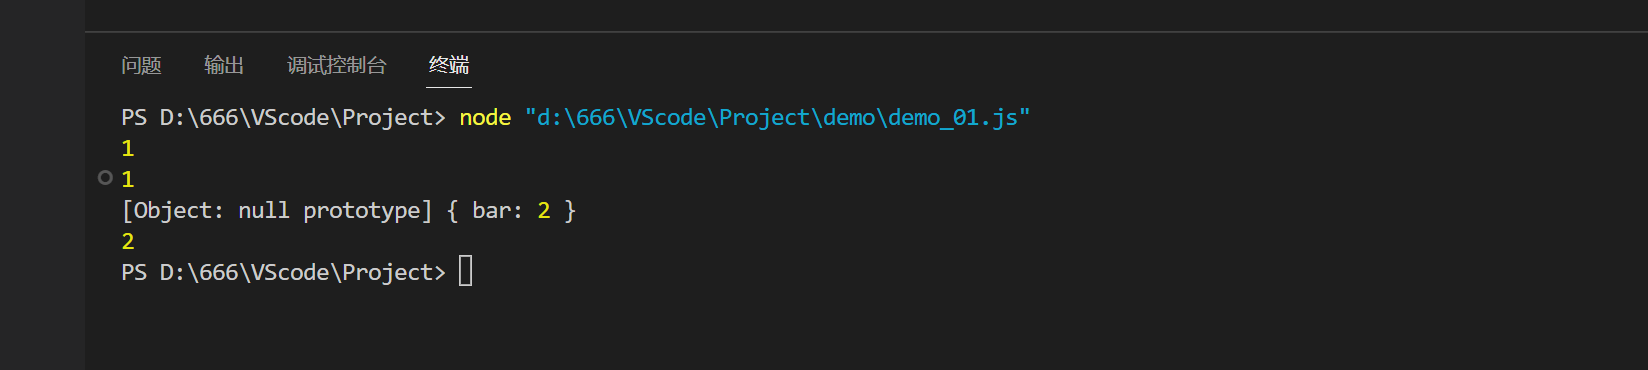 问题 输出 调试控制台 终端
PS D:\666\VScode\Project> node "d:\666\VScode\Project\demo\demo_01.js"
1
1
[Object: null prototype] { bar: 2 }
2
PS D:\666\VScode\Project>